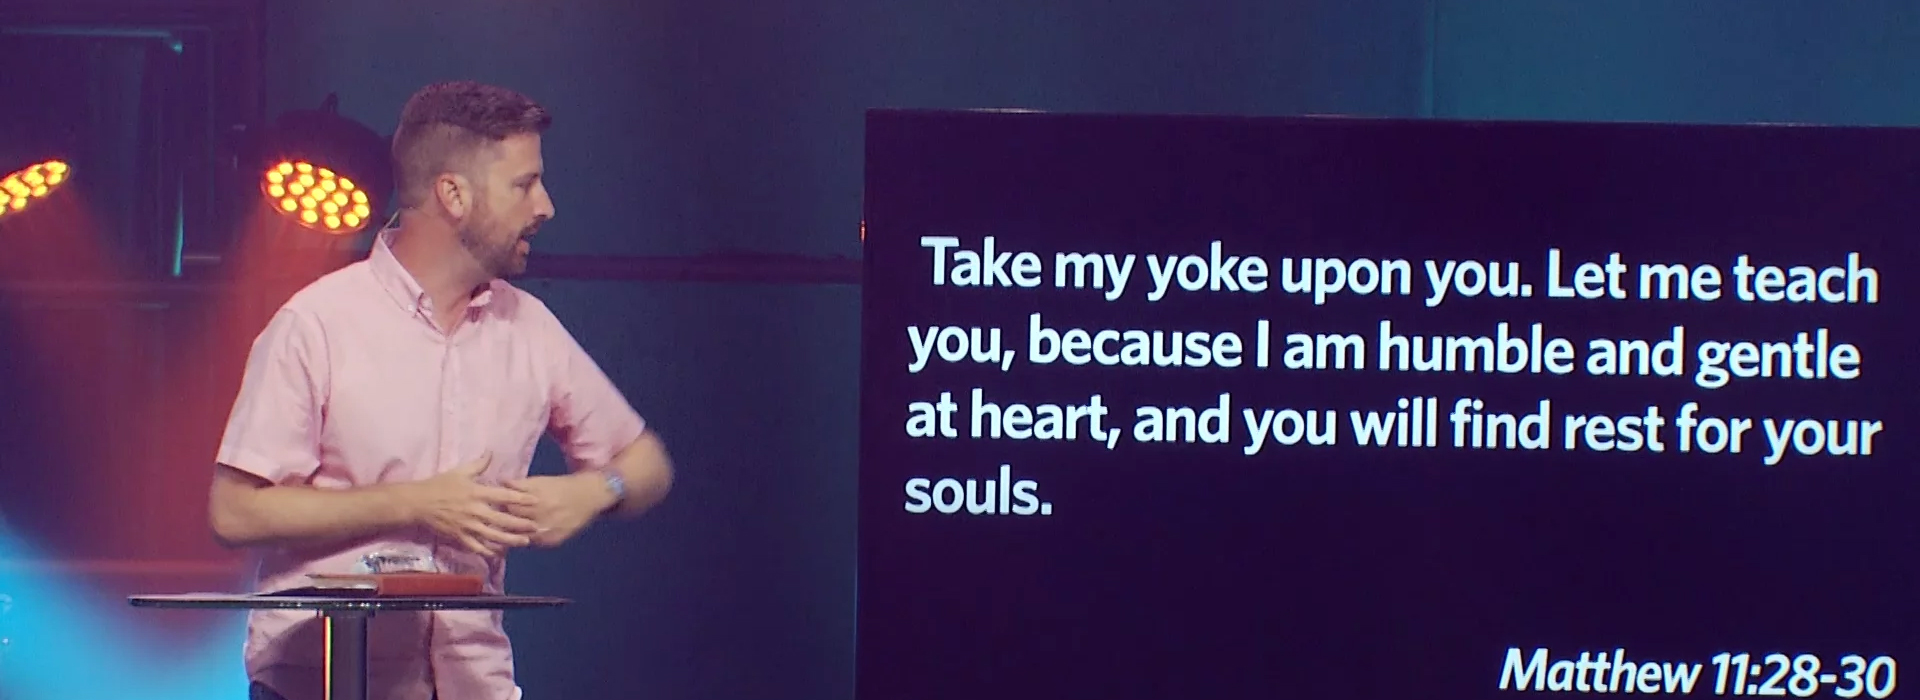 Take my yoke upon you. Let me teach
you, because I am humble and gentle
at heart, and you will find rest for your
souls.
Matthew 11:28-30